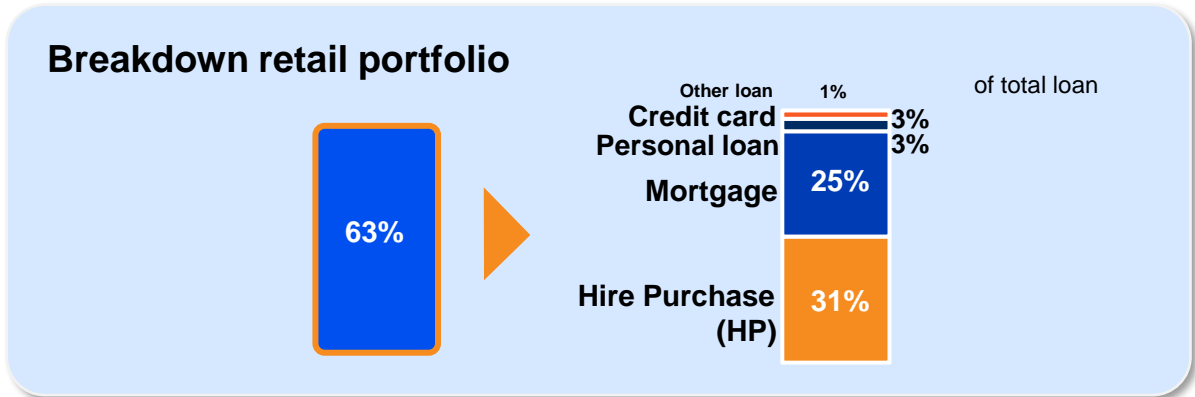 Breakdown retail portfolio
63%
of total loan
Other loan 1%
Credit card 3%
Personal loan 3%
Mortgage 25%
Hire Purchase 31%
(HP)